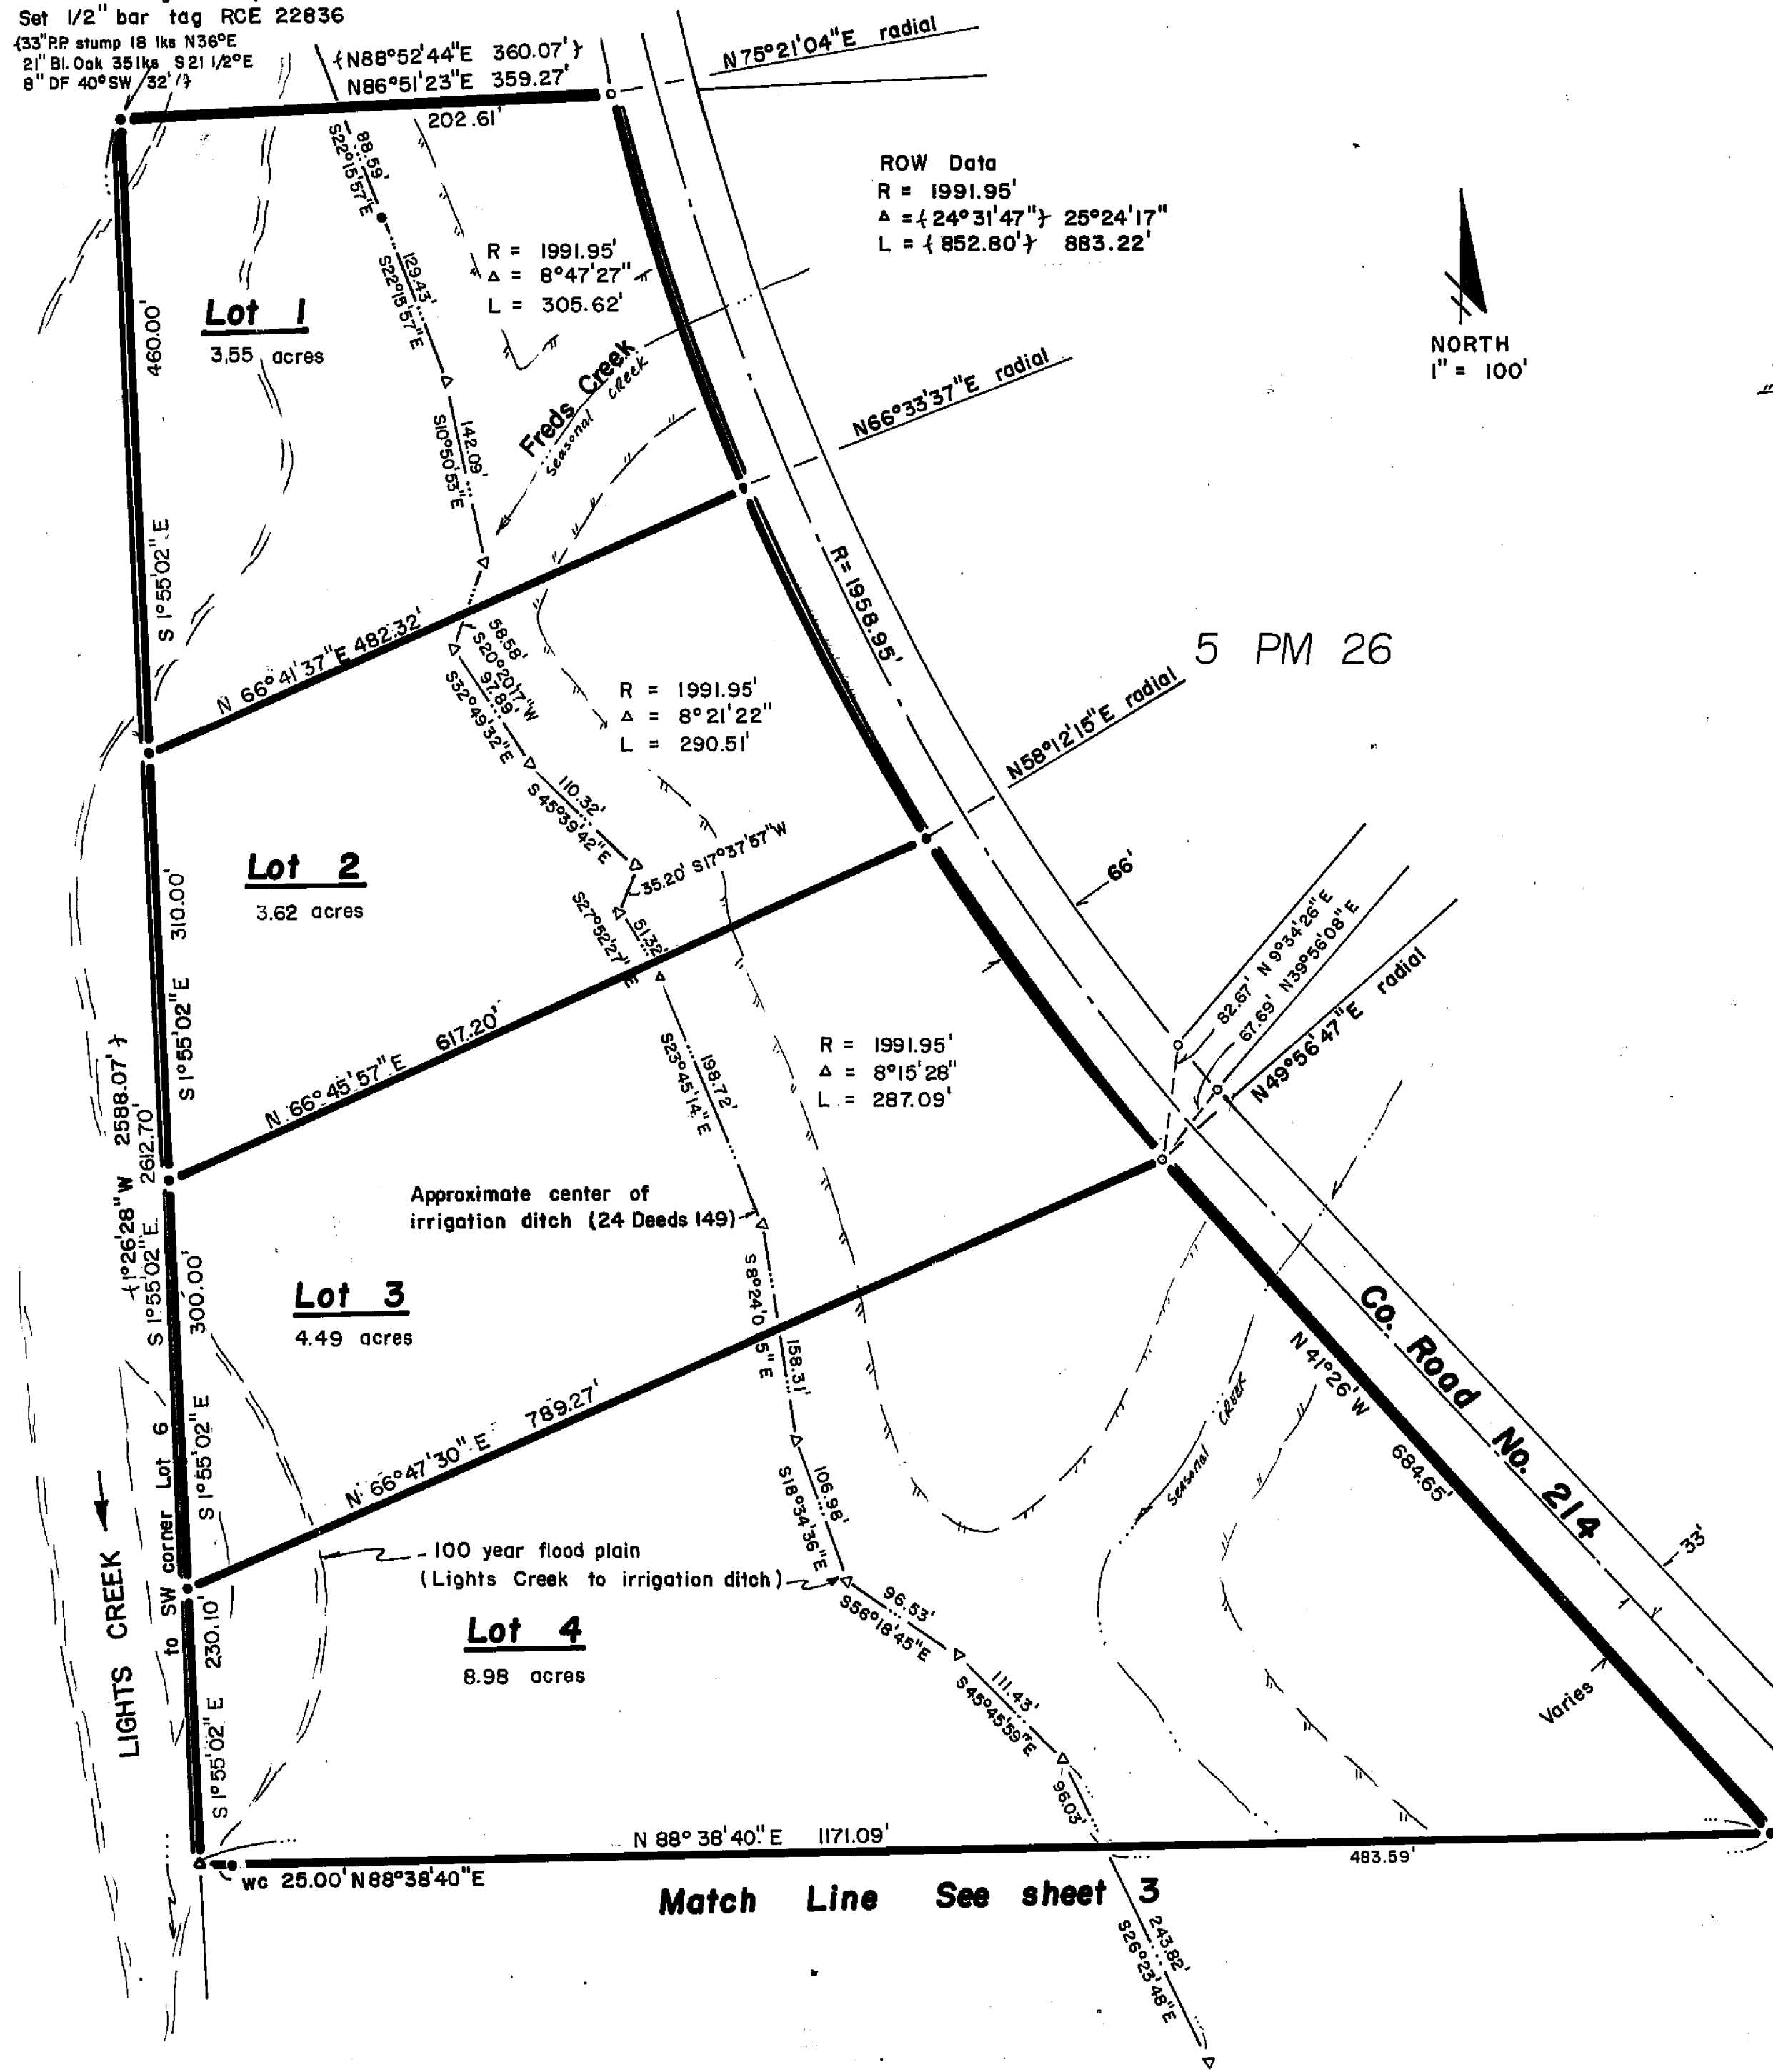 Set 1/2" bar tag RCE 22836
{33" P.P. stump 18 lks N36°E
21" Bl. Oak 35 lks S 21 1/2°E
8" DF 40° SW 32'}
{N88°52'44"E 360.07'}
N86°51'23"E 359.27'
202.61'
N75°21'04"E radial
ROW Data
R = 1991.95'
Δ = {24°31'47"} 25°24'17"
L = {852.80'} 883.22'
NORTH
1" = 100'
88.59'
S22°15'57"E
129.43'
S22°15'57"E
R = 1991.95'
Δ = 8°47'27"
L = 305.62'
Lot 1
3.55 acres
460.00'
S 1°55'02" E
142.09'
S10°50'53"E
Freds Creek
Seasonal Creek
N66°33'37"E radial
R = 1958.95'
5 PM 26
N 66°41'37"E 482.32'
58.58'
S20°20'17"W
97.89'
S32°49'32"E
R = 1991.95'
Δ = 8°21'22"
L = 290.51'
N58°12'15"E radial
110.32'
S 45°39'42"E
35.20' S17°37'57"W
51.32'
S27°52'27" E
Lot 2
3.62 acres
310.00'
S 1°55'02"E
66'
82.67' N 9°34'26"E
67.69' N39°56'08"E
N49°56'47"E radial
N 66°45'57"E 617.20'
198.72'
S23°45'14"E
R = 1991.95'
Δ = 8°15'28"
L = 287.09'
{1°26'28"W 2588.07'}
S 1°55'02" E 2612.70'
to SW corner Lot 6
Approximate center of
irrigation ditch (24 Deeds 149)
S 8°24'05"E
158.31'
Lot 3
4.49 acres
300.00'
S 1°55'02"E
N 66°47'30"E 789.27'
Co. Road No. 214
N 41°26' W 684.65'
Seasonal Creek
106.98'
S18°34'36"E
33'
LIGHTS CREEK
100 year flood plain
(Lights Creek to irrigation ditch)
96.53'
S56°18'45"E
Lot 4
8.98 acres
S 1°55'02"E 230.10'
111.43'
S 45°45'59"E
96.03'
Varies
N 88°38'40" E 1171.09'
483.59'
wc 25.00' N88°38'40"E
Match Line See sheet 3
243.82'
S26°23'48"E